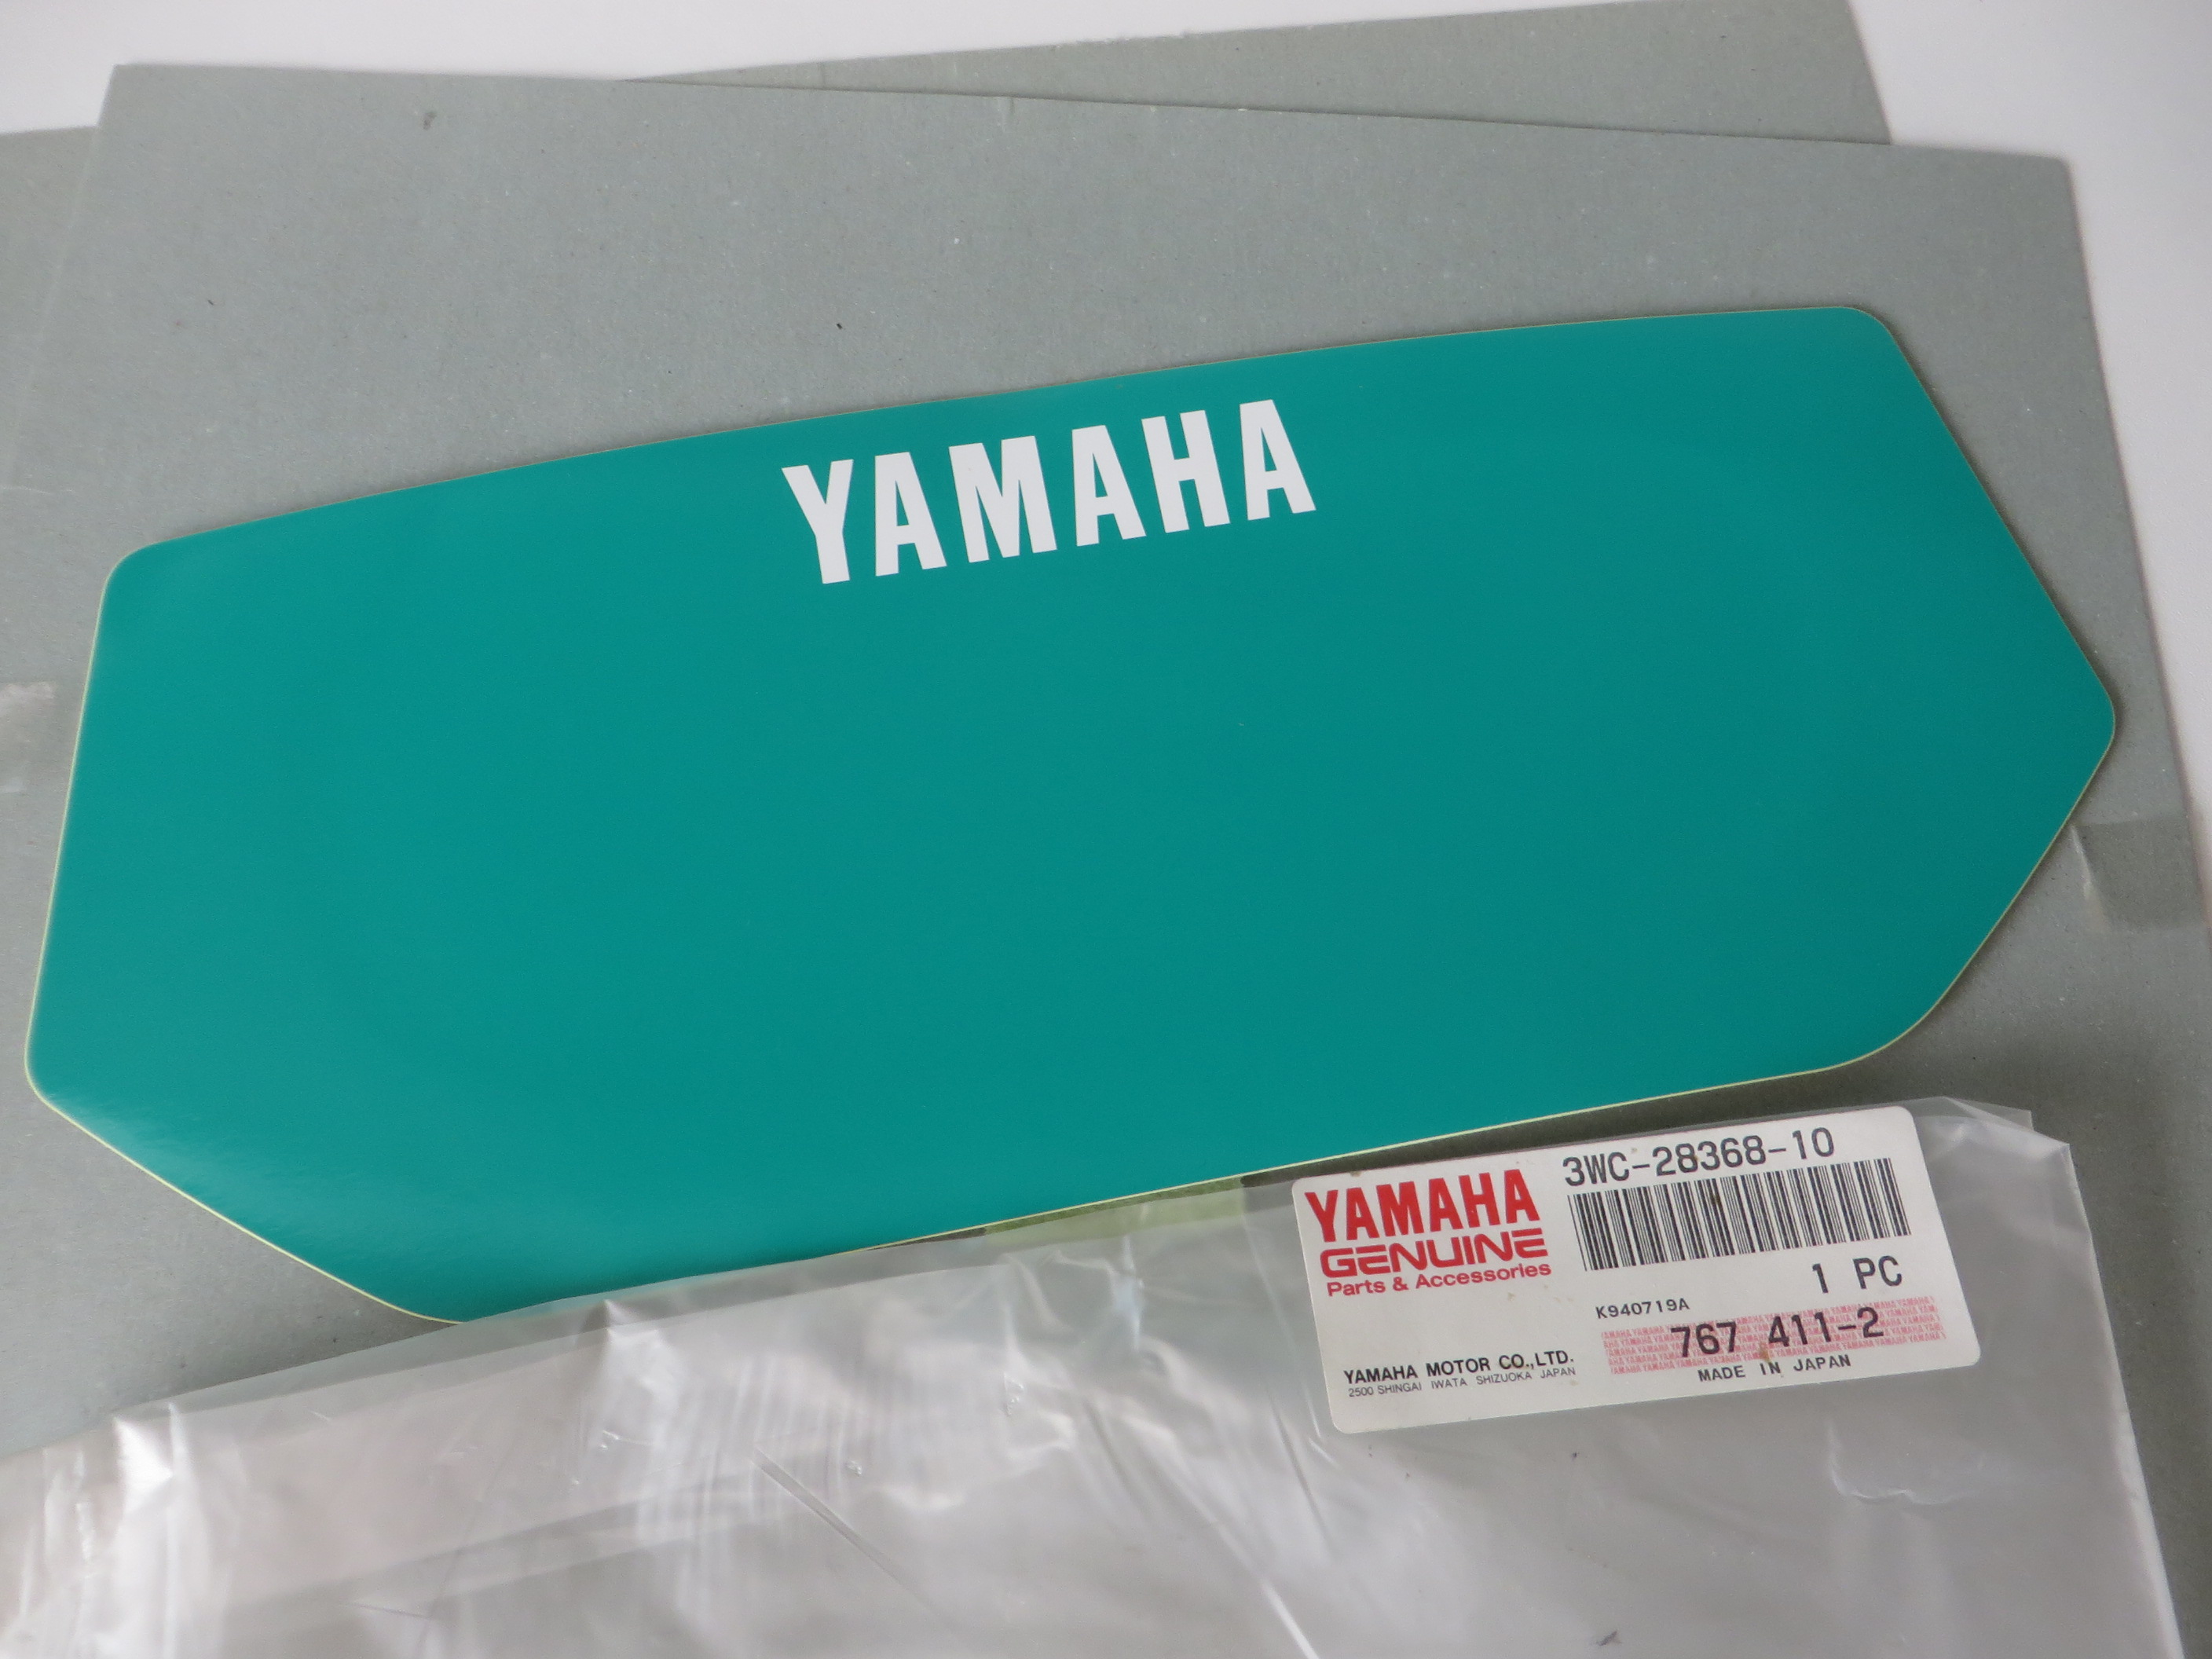 YAMAHA
YAMAHA
GENUINE
Parts & Accessories
YAMAHA MOTOR CO.,LTD.
2500 SHINGAI IWATA SHIZUOKA JAPAN
3WC-28368-10
1 PC
K940719A
767 411-2
MADE IN JAPAN